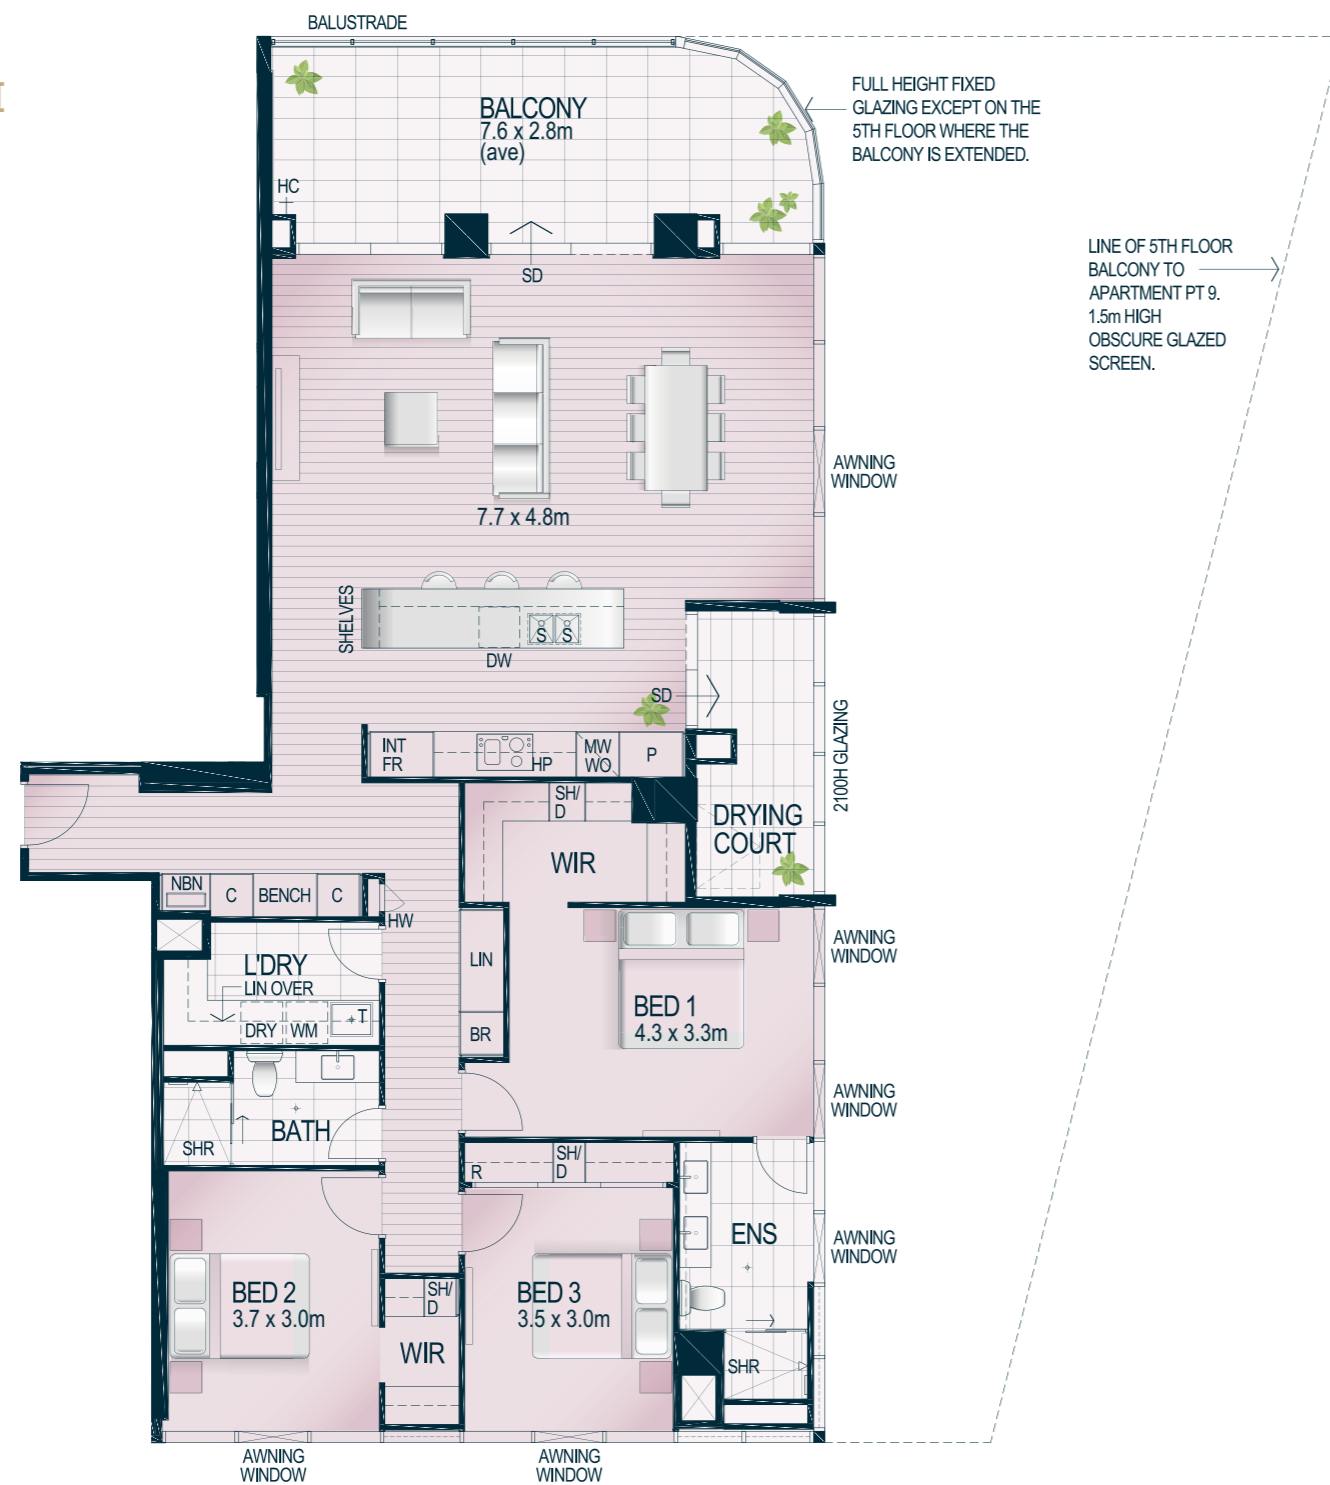 BALUSTRADE
I
BALCONY
7.6 x 2.8m
(ave)
FULL HEIGHT FIXED
GLAZING EXCEPT ON THE
5TH FLOOR WHERE THE
BALCONY IS EXTENDED.
HC
SD
LINE OF 5TH FLOOR
BALCONY TO
APARTMENT PT 9.
1.5m HIGH
OBSCURE GLAZED
SCREEN.
AWNING
WINDOW
7.7 x 4.8m
SHELVES
S
S
DW
SD
2100H GLAZING
INT
FR
HP
MW
WO
P
SH/
D
DRYING
COURT
WIR
NBN
C
BENCH
C
HW
L'DRY
LIN OVER
DRY
WM
T
LIN
BR
BED 1
4.3 x 3.3m
AWNING
WINDOW
AWNING
WINDOW
BATH
SHR
R
SH/
D
ENS
AWNING
WINDOW
BED 2
3.7 x 3.0m
SH/
D
WIR
BED 3
3.5 x 3.0m
SHR
AWNING
WINDOW
AWNING
WINDOW